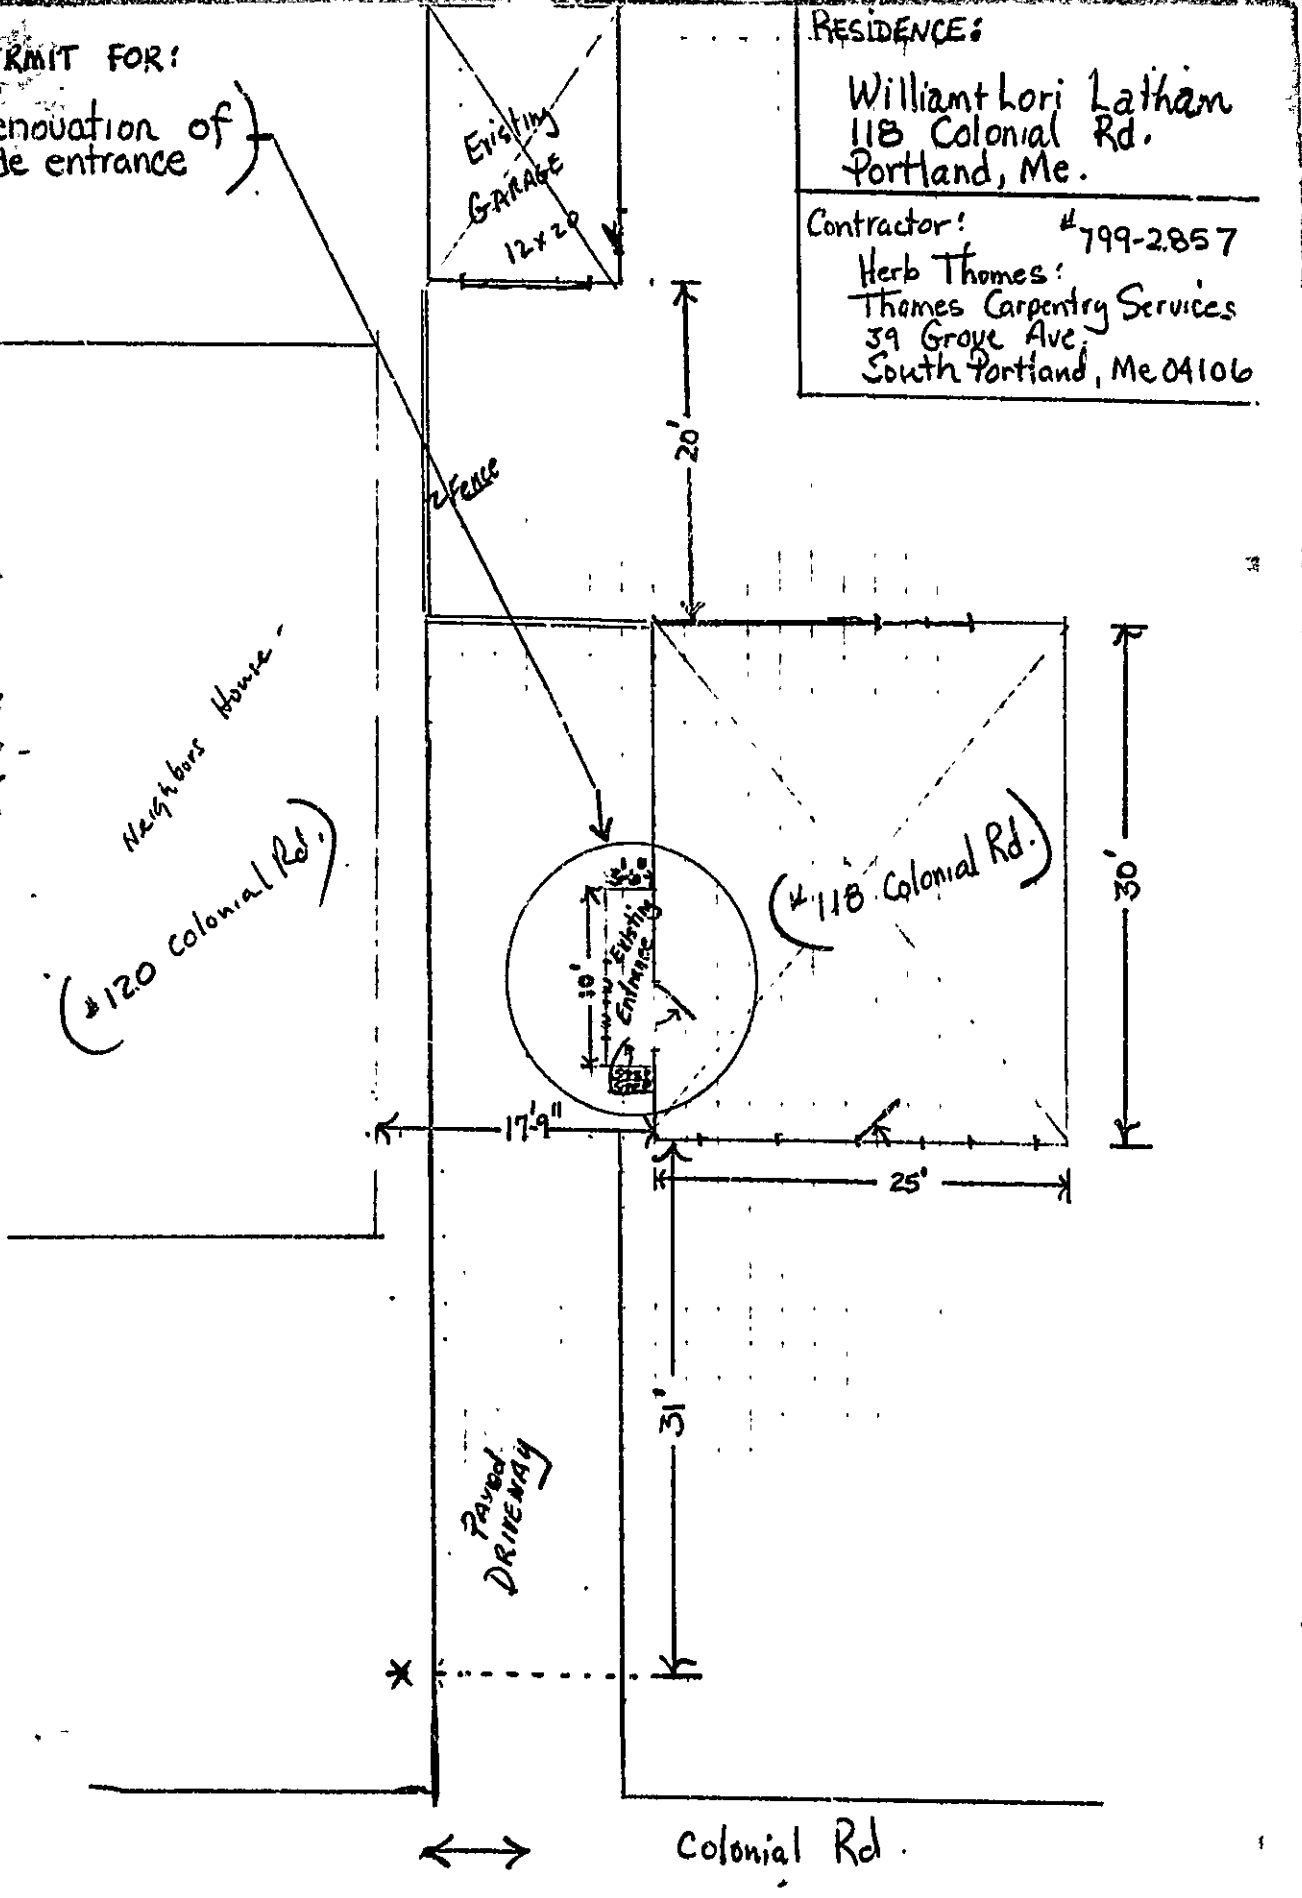 RMIT FOR:
enovation of
de entrance
RESIDENCE:
William + Lori Latham
118 Colonial Rd.
Portland, Me.
Contractor: #799-2857
Herb Thomes:
Thomes Carpentry Services
39 Grove Ave.
South Portland, Me 04106
Existing
GARAGE
12x20
20'
Fence
Neighbors House
(#120 Colonial Rd.)
(#118 Colonial Rd.)
30'
Existing
Entrance
10'
17'-9"
25'
31'
Paved
DRIVEWAY
Colonial Rd.